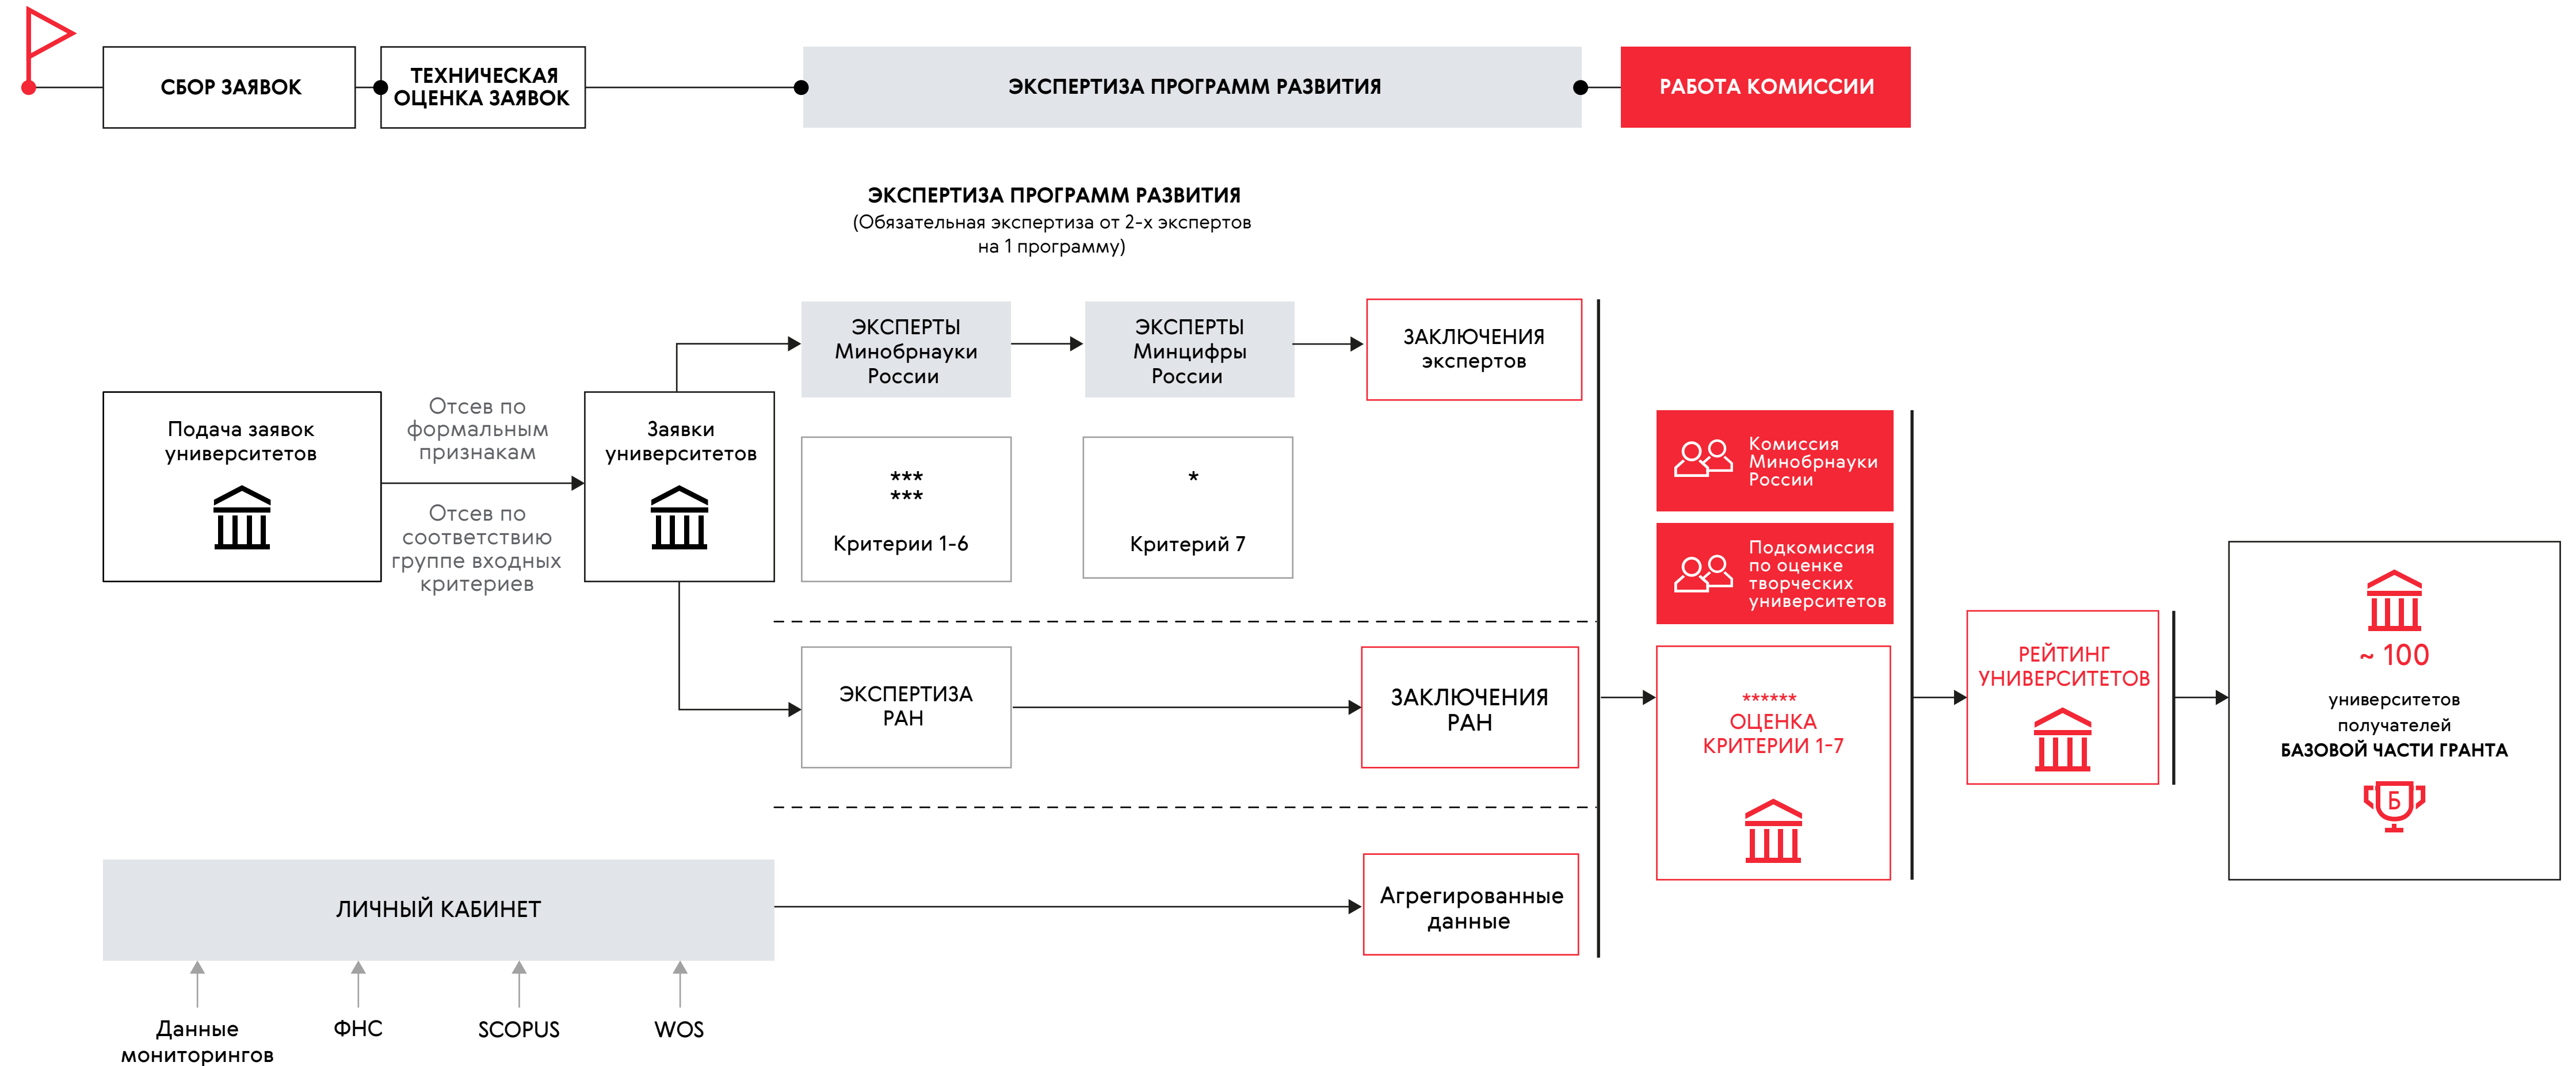 СБОР ЗАЯВОК
ТЕХНИЧЕСКАЯ
ОЦЕНКА ЗАЯВОК
ЭКСПЕРТИЗА ПРОГРАММ РАЗВИТИЯ
РАБОТА КОМИССИИ
ЭКСПЕРТИЗА ПРОГРАММ РАЗВИТИЯ
(Обязательная экспертиза от 2-х экспертов
на 1 программу)
Подача заявок
университетов
Отсев по
формальным
признакам
Отсев по
соответствию
группе входных
критериев
Заявки
университетов
ЭКСПЕРТЫ
Минобрнауки
России
ЭКСПЕРТЫ
Минцифры
России
ЗАКЛЮЧЕНИЯ
экспертов
***
***
Критерии 1-6
*
Критерий 7
ЭКСПЕРТИЗА
РАН
ЗАКЛЮЧЕНИЯ
РАН
ЛИЧНЫЙ КАБИНЕТ
Агрегированные
данные
Данные
мониторингов
ФНС
SCOPUS
WOS
Комиссия
Минобрнауки
России
Подкомиссия
по оценке
творческих
университетов
******
ОЦЕНКА
КРИТЕРИИ 1-7
РЕЙТИНГ
УНИВЕРСИТЕТОВ
~ 100
университетов
получателей
БАЗОВОЙ ЧАСТИ ГРАНТА
Б